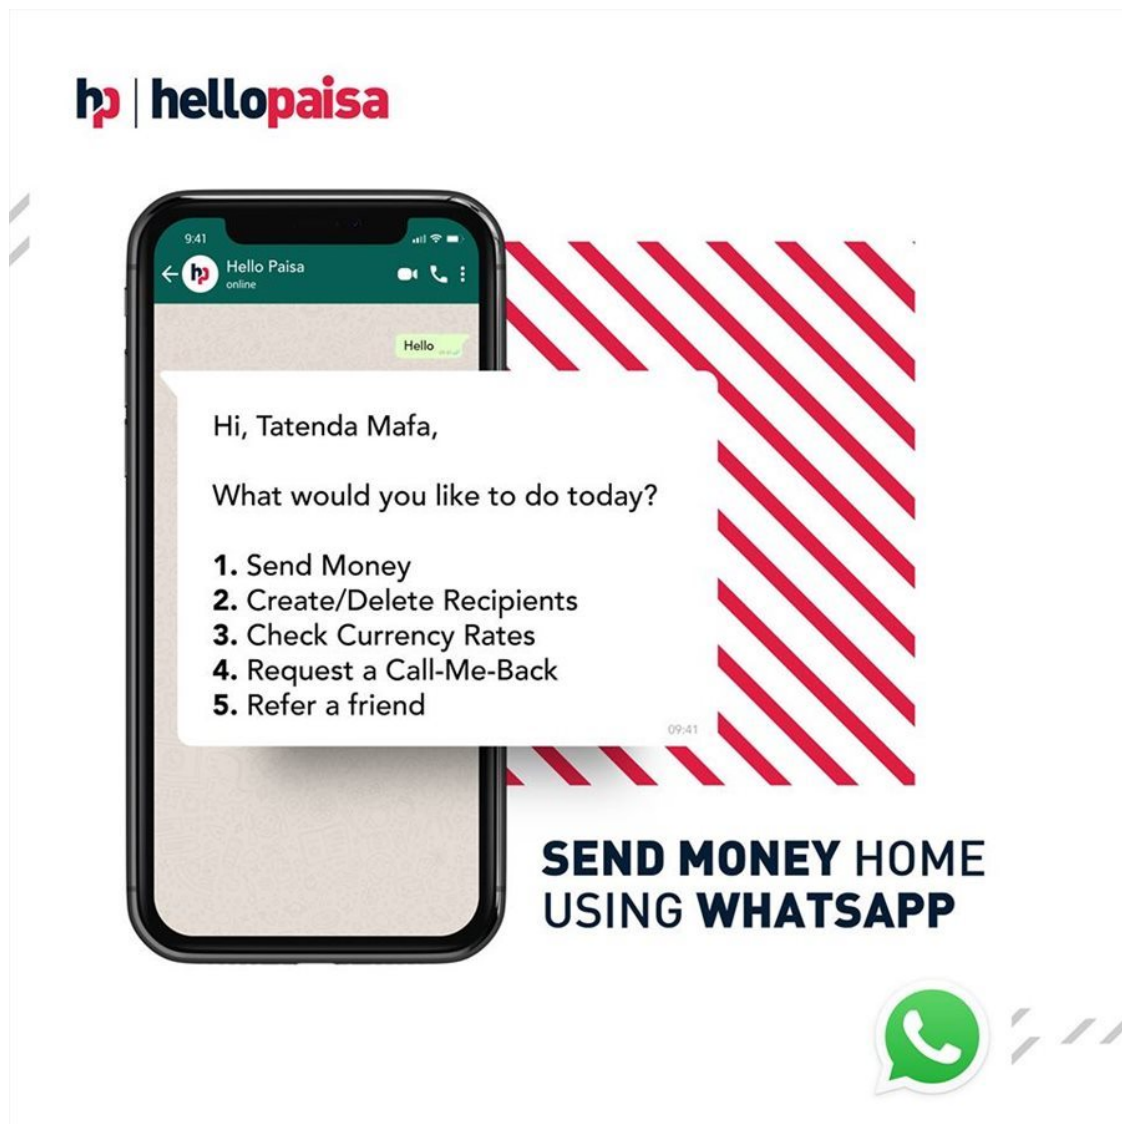 hp | hellopaisa
9:41
Hello Paisa
online
Hello
Hi, Tatenda Mafa,
What would you like to do today?
1. Send Money
2. Create/Delete Recipients
3. Check Currency Rates
4. Request a Call-Me-Back
5. Refer a friend
09:41
SEND MONEY HOME
USING WHATSAPP